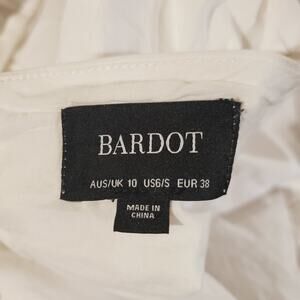 BARDOT
AUS/UK 10 US6/S EUR 38
MADE IN
CHINA